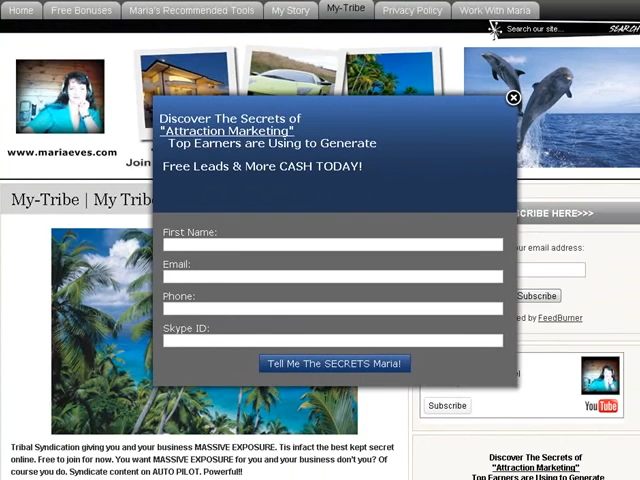 Home
Free Bonuses
Maria's Recommended Tools
My Story
My-Tribe
Privacy Policy
Work With Maria
Search our site...
SEARCH
www.mariaeves.com
Join
Discover The Secrets of
"Attraction Marketing"
Top Earners are Using to Generate
Free Leads & More CASH TODAY!
My-Tribe | My Tribe
First Name:
Email:
Phone:
Skype ID:
Tell Me The SECRETS Maria!
SCRIBE HERE>>>
our email address:
Subscribe
ed by FeedBurner
Subscribe
YouTube
Tribal Syndication giving you and your business MASSIVE EXPOSURE. Tis infact the best kept secret
online. Free to join for now. You want MASSIVE EXPOSURE for you and your business don't you? Of
course you do. Syndicate content on AUTO PILOT. Powerful!!
Discover The Secrets of
"Attraction Marketing"
Top Earners are Using to Generate